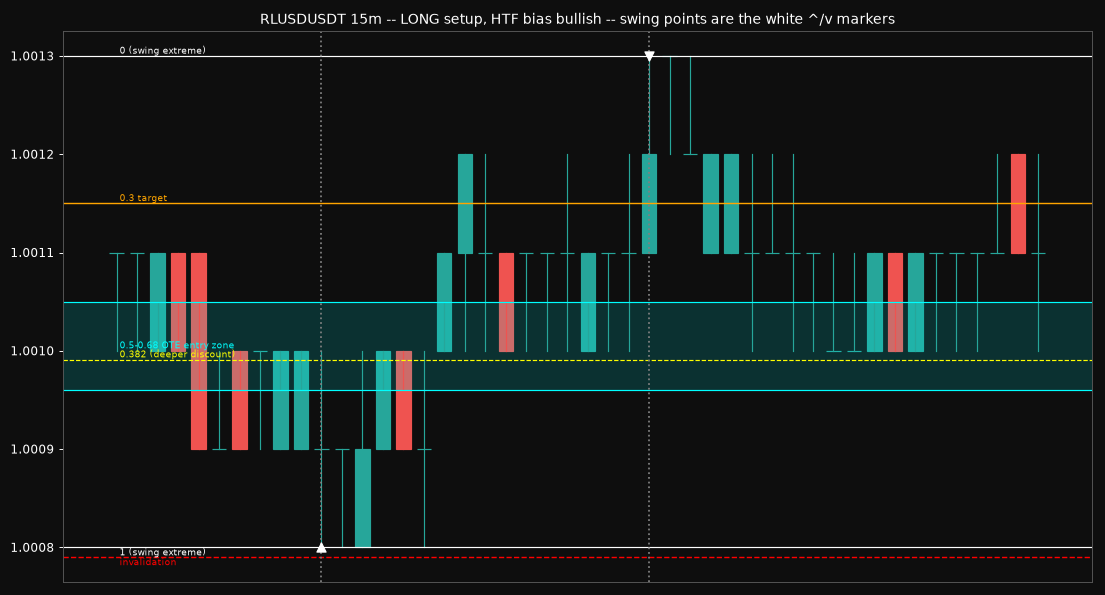 RLUSDUSDT 15m -- LONG setup, HTF bias bullish -- swing points are the white ^/v markers
1.0013
0 (swing extreme)
1.0012
0.3 target
1.0011
0.5-0.68 OTE entry zone
1.0010
0.382 (deeper discount)
1.0009
1.0008
1 (swing extreme)
invalidation